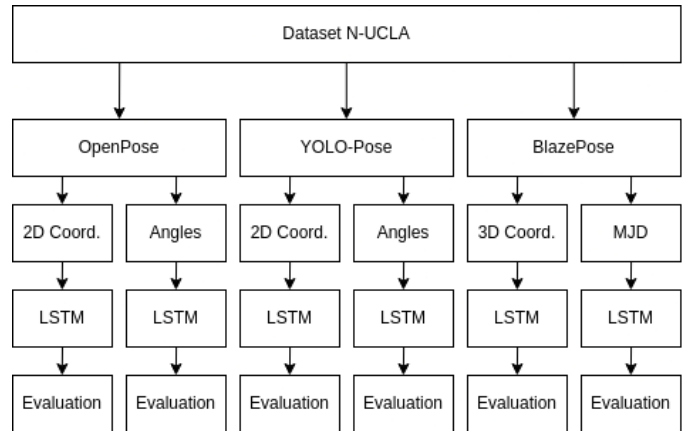 Dataset N-UCLA
OpenPose YOLO-Pose BlazePose
2D Coord. Angles 2D Coord. Angles 3D Coord. MJD
LSTM LSTM LSTM LSTM LSTM LSTM
Evaluation Evaluation Evaluation Evaluation Evaluation Evaluation